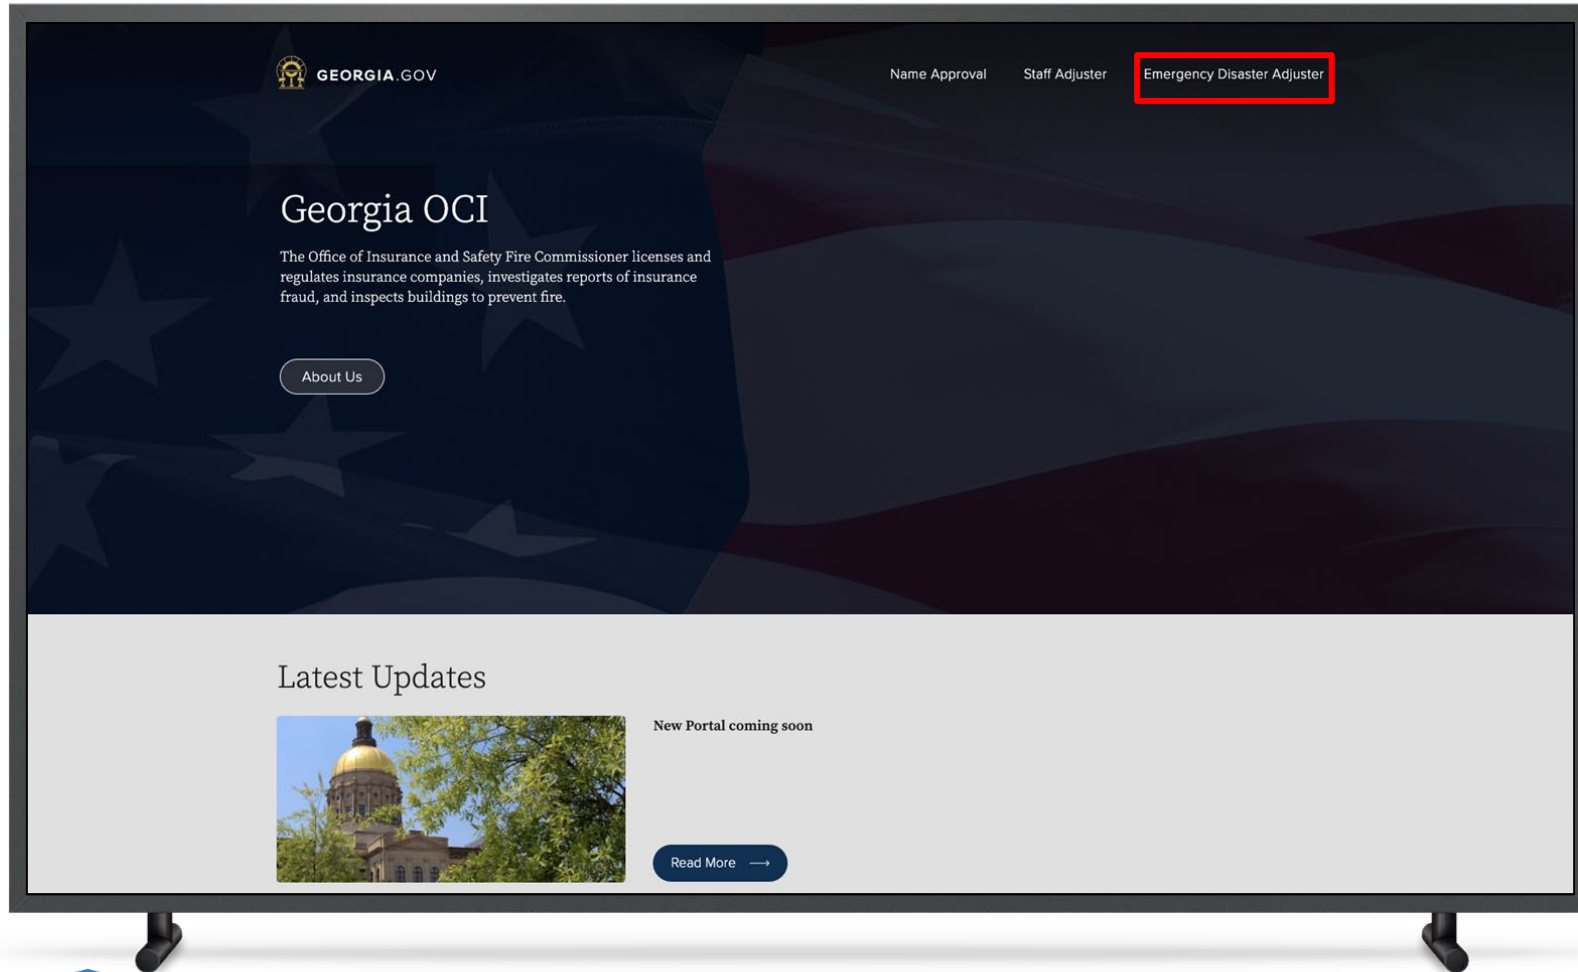 GEORGIA.GOV
Name Approval
Staff Adjuster
Emergency Disaster Adjuster
Georgia OCI
The Office of Insurance and Safety Fire Commissioner licenses and
regulates insurance companies, investigates reports of insurance
fraud, and inspects buildings to prevent fire.
About Us
Latest Updates
New Portal coming soon
Read More